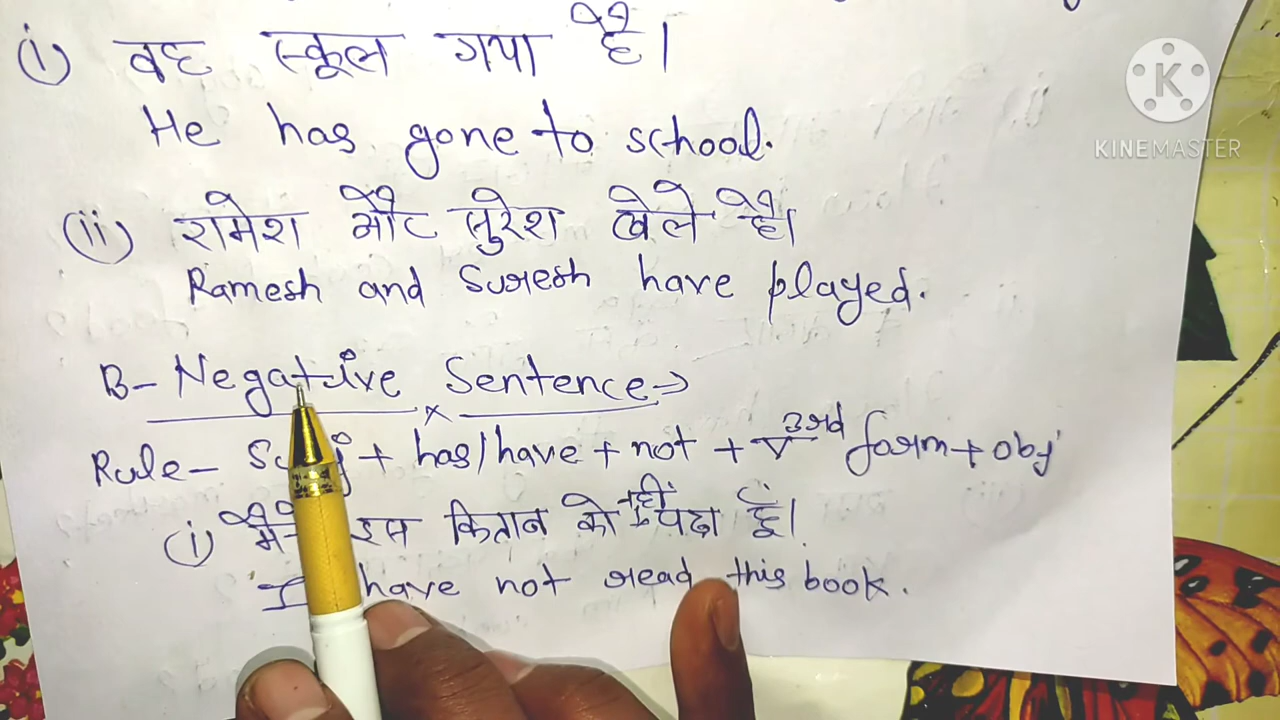 (i) वह स्कूल गया है।
He has gone to school.
(ii) रामेश और सुरेश खेले है।
Ramesh and Suresh have played.
B- Negative Sentence →
Rule- Subj + has/have + not + V 3rd form + obj
(i) मैंने इस किताब को नहीं पढ़ा हूँ।
I have not read this book.
K
KINEMASTER